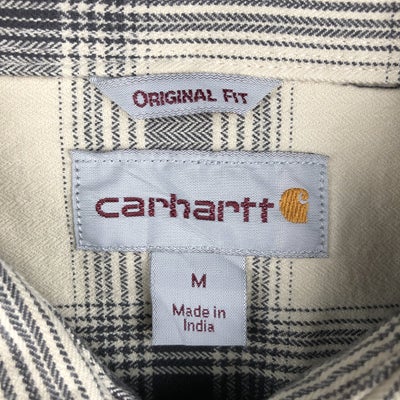 ORIGINAL FIT
carhartt
M
Made in
India